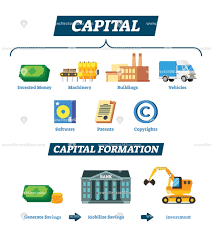 CAPITAL
Invested Money
Machinery
Buildings
Vehicles
Software
Patents
Copyrights
CAPITAL FORMATION
BANK
Generate Savings
Mobilize Savings
Investment